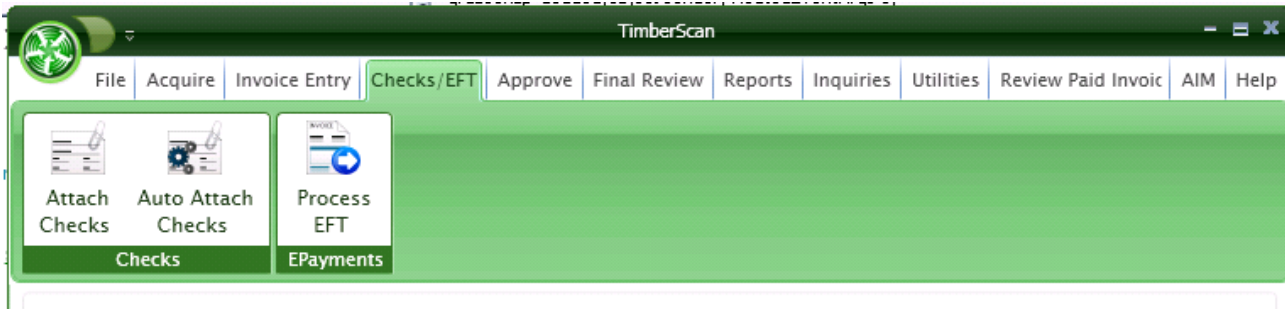 TimberScan
File Acquire Invoice Entry Checks/EFT Approve Final Review Reports Inquiries Utilities Review Paid Invoic AIM Help
INVOICE
Attach Auto Attach Process
Checks Checks EFT
Checks EPayments